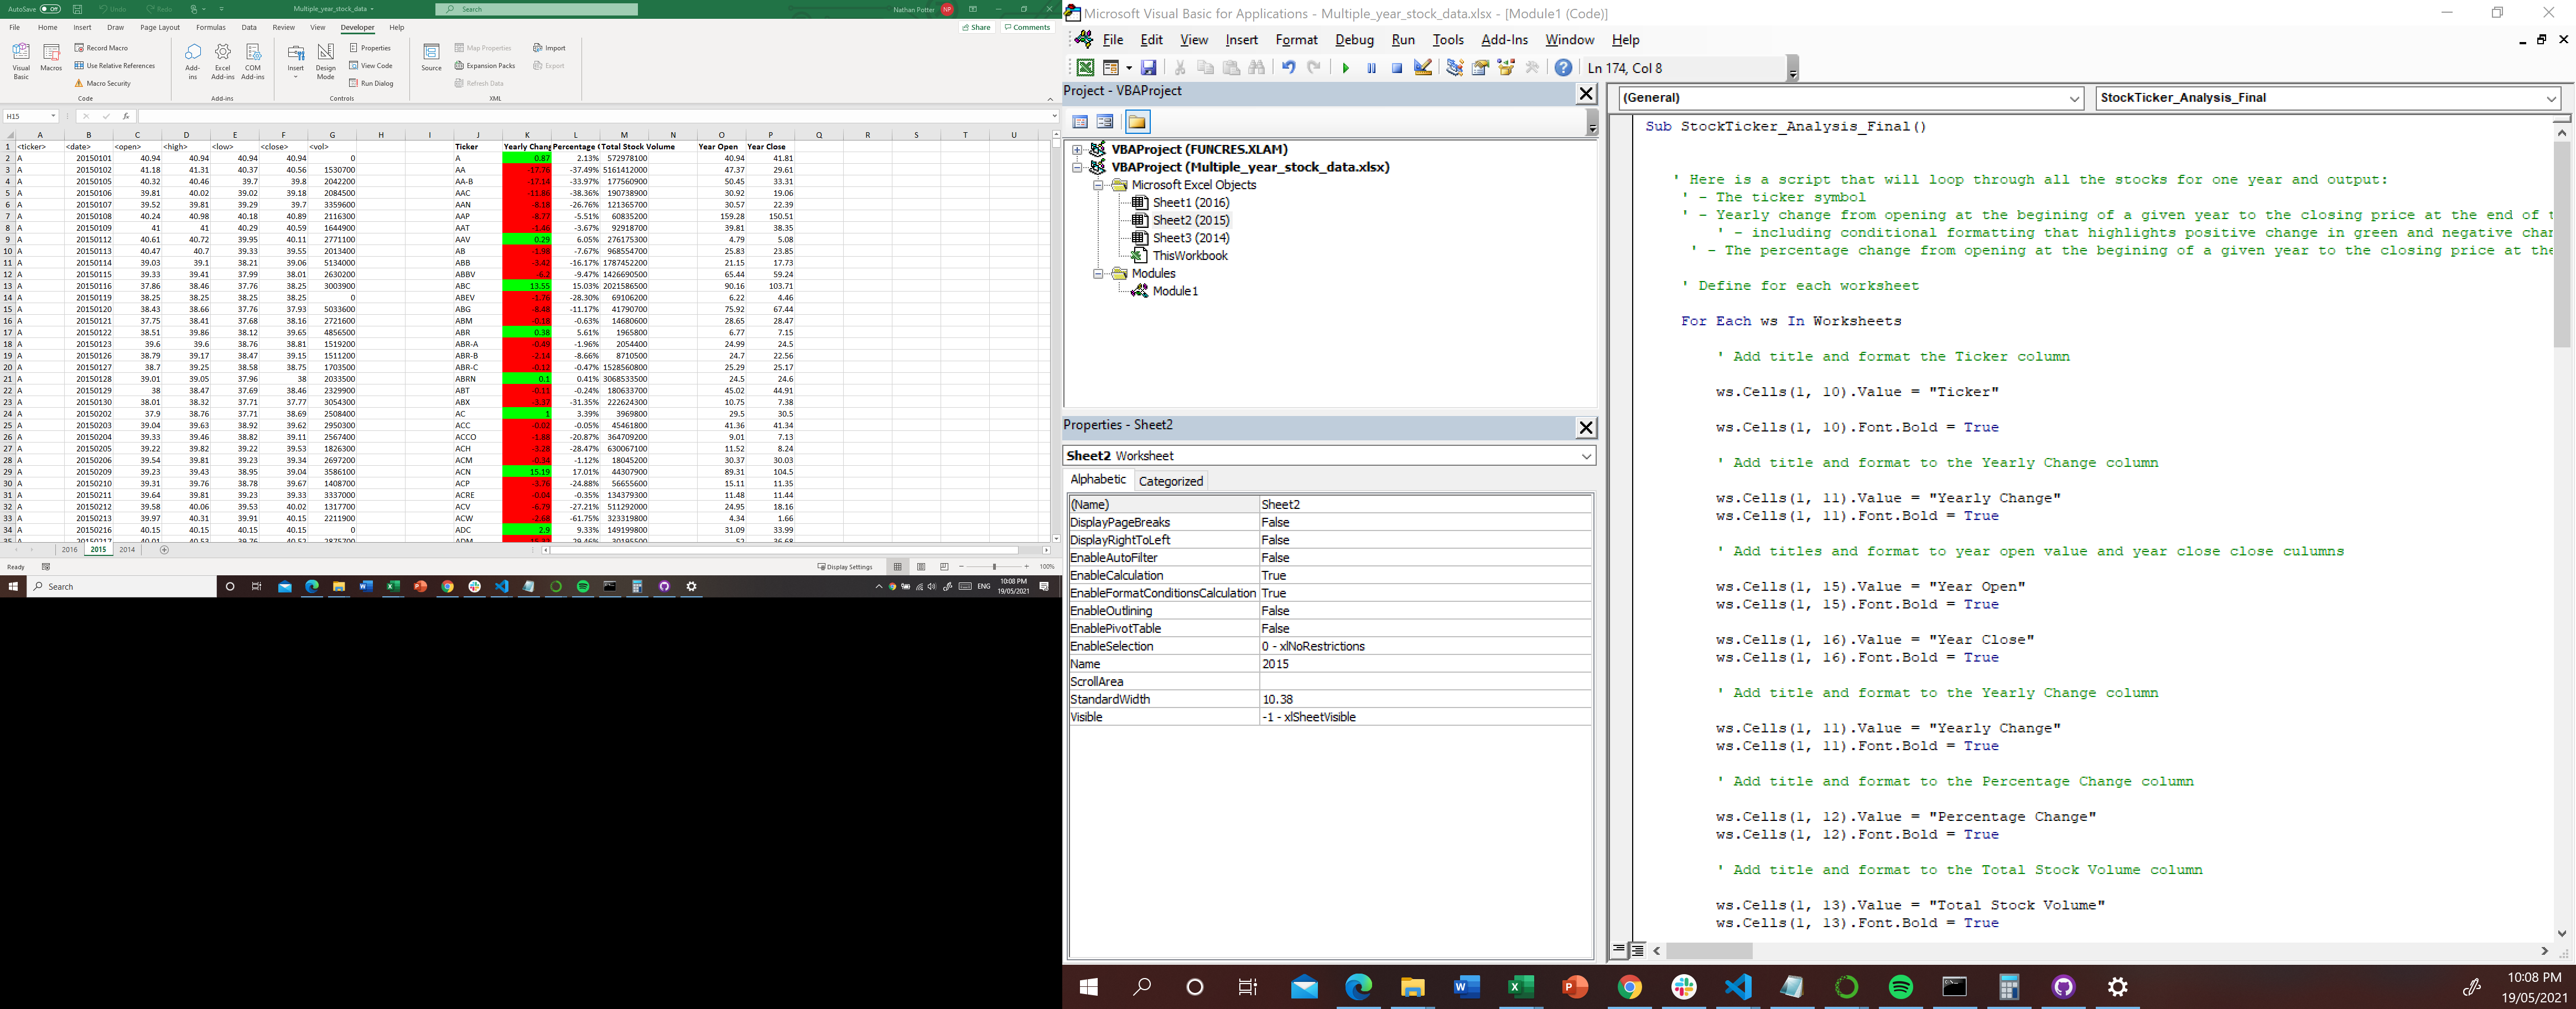 AutoSave Off Undo Redo Multiple_year_stock_data Search Nathan Potter NP
File Home Insert Draw Page Layout Formulas Data Review View Developer Help Share Comments
Visual Basic Macros Record Macro Use Relative References Macro Security Add-ins Excel Add-ins COM Add-ins Insert Design Mode Properties View Code Run Dialog Source Map Properties Expansion Packs Refresh Data Import Export
Code Add-ins Controls XML
H15 fx
A B C D E F G H I J K L M N O P Q R S T U
1 <ticker> <date> <open> <high> <low> <close> <vol> Ticker Yearly Chang Percentage C Total Stock Volume Year Open Year Close
2 A 20150101 40.94 40.94 40.94 40.94 0 A 0.87 2.13% 572978100 40.94 41.81
3 A 20150102 41.18 41.31 40.37 40.56 1530700 AA -17.76 -37.49% 5161412000 47.37 29.61
4 A 20150105 40.32 40.46 39.7 39.8 2042200 AA-B -17.14 -33.97% 177560900 50.45 33.31
5 A 20150106 39.81 40.02 39.02 39.18 2084500 AAC -11.86 -38.36% 190738900 30.92 19.06
6 A 20150107 39.52 39.81 39.29 39.7 3359600 AAN -8.18 -26.76% 121365700 30.57 22.39
7 A 20150108 40.24 40.98 40.18 40.89 2116300 AAP -8.77 -5.51% 60835200 159.28 150.51
8 A 20150109 41 41 40.29 40.59 1644900 AAT -1.46 -3.67% 92918700 39.81 38.35
9 A 20150112 40.61 40.72 39.95 40.11 2771100 AAV 0.29 6.05% 276175300 4.79 5.08
10 A 20150113 40.47 40.7 39.33 39.55 2013400 AB -1.98 -7.67% 968554700 25.83 23.85
11 A 20150114 39.03 39.1 38.21 39.06 5134000 ABB -3.42 -16.17% 1787452200 21.15 17.73
12 A 20150115 39.33 39.41 37.99 38.01 2630200 ABBV -6.2 -9.47% 1426690500 65.44 59.24
13 A 20150116 37.86 38.46 37.76 38.25 3003900 ABC 13.55 15.03% 2021586500 90.16 103.71
14 A 20150119 38.25 38.25 38.25 38.25 0 ABEV -1.76 -28.30% 69106200 6.22 4.46
15 A 20150120 38.43 38.66 37.76 37.93 5033600 ABG -8.48 -11.17% 41790700 75.92 67.44
16 A 20150121 37.75 38.41 37.68 38.16 2721600 ABM -0.18 -0.63% 14680600 28.65 28.47
17 A 20150122 38.51 39.86 38.12 39.65 4856500 ABR 0.38 5.61% 1965800 6.77 7.15
18 A 20150123 39.6 39.6 38.76 38.81 1519200 ABR-A -0.49 -1.96% 2054400 24.99 24.5
19 A 20150126 38.79 39.17 38.47 39.15 1511200 ABR-B -2.14 -8.66% 8710500 24.7 22.56
20 A 20150127 38.7 39.25 38.58 38.75 1703500 ABR-C -0.12 -0.47% 1528560800 25.29 25.17
21 A 20150128 39.01 39.05 37.96 38 2033500 ABRN 0.1 0.41% 3068533500 24.5 24.6
22 A 20150129 38 38.47 37.69 38.46 2329900 ABT -0.11 -0.24% 180633700 45.02 44.91
23 A 20150130 38.01 38.32 37.71 37.77 3054300 ABX -3.37 -31.35% 222624300 10.75 7.38
24 A 20150202 37.9 38.76 37.71 38.69 2508400 AC 1 3.39% 3969800 29.5 30.5
25 A 20150203 39.04 39.63 38.92 39.62 2950300 ACC -0.02 -0.05% 45461800 41.36 41.34
26 A 20150204 39.33 39.46 38.82 39.11 2567400 ACCO -1.88 -20.87% 364709200 9.01 7.13
27 A 20150205 39.22 39.82 39.22 39.53 1826300 ACH -3.28 -28.47% 630067100 11.52 8.24
28 A 20150206 39.54 39.81 39.23 39.34 2697200 ACM -0.34 -1.12% 18045200 30.37 30.03
29 A 20150209 39.23 39.43 38.95 39.04 3586100 ACN 15.19 17.01% 44307900 89.31 104.5
30 A 20150210 39.31 39.76 38.78 39.67 1408700 ACP -3.76 -24.88% 56655600 15.11 11.35
31 A 20150211 39.64 39.81 39.23 39.33 3337000 ACRE -0.04 -0.35% 134379300 11.48 11.44
32 A 20150212 39.58 40.06 39.53 40.02 1317700 ACV -6.79 -27.21% 511292000 24.95 18.16
33 A 20150213 39.97 40.31 39.91 40.15 2211900 ACW -2.68 -61.75% 323319800 4.34 1.66
34 A 20150216 40.15 40.15 40.15 40.15 0 ADC 2.9 9.33% 149199800 31.09 33.99
2016 2015 2014
Ready Display Settings 100%
Search ENG 10:08 PM 19/05/2021
Microsoft Visual Basic for Applications - Multiple_year_stock_data.xlsx - [Module1 (Code)]
File Edit View Insert Format Debug Run Tools Add-Ins Window Help
Ln 174, Col 8
Project - VBAProject
VBAProject (FUNCRES.XLAM)
VBAProject (Multiple_year_stock_data.xlsx)
Microsoft Excel Objects
Sheet1 (2016)
Sheet2 (2015)
Sheet3 (2014)
ThisWorkbook
Modules
Module1
Properties - Sheet2
Sheet2 Worksheet
Alphabetic Categorized
(Name) Sheet2
DisplayPageBreaks False
DisplayRightToLeft False
EnableAutoFilter False
EnableCalculation True
EnableFormatConditionsCalculation True
EnableOutlining False
EnablePivotTable False
EnableSelection 0 - xlNoRestrictions
Name 2015
ScrollArea
StandardWidth 10.38
Visible -1 - xlSheetVisible
(General) StockTicker_Analysis_Final
Sub StockTicker_Analysis_Final()
' Here is a script that will loop through all the stocks for one year and output:
' - The ticker symbol
' - Yearly change from opening at the begining of a given year to the closing price at the end of t
' - including conditional formatting that highlights positive change in green and negative char
' - The percentage change from opening at the begining of a given year to the closing price at the
' Define for each worksheet
For Each ws In Worksheets
' Add title and format the Ticker column
ws.Cells(1, 10).Value = "Ticker"
ws.Cells(1, 10).Font.Bold = True
' Add title and format to the Yearly Change column
ws.Cells(1, 11).Value = "Yearly Change"
ws.Cells(1, 11).Font.Bold = True
' Add titles and format to year open value and year close close culumns
ws.Cells(1, 15).Value = "Year Open"
ws.Cells(1, 15).Font.Bold = True
ws.Cells(1, 16).Value = "Year Close"
ws.Cells(1, 16).Font.Bold = True
' Add title and format to the Yearly Change column
ws.Cells(1, 11).Value = "Yearly Change"
ws.Cells(1, 11).Font.Bold = True
' Add title and format to the Percentage Change column
ws.Cells(1, 12).Value = "Percentage Change"
ws.Cells(1, 12).Font.Bold = True
' Add title and format to the Total Stock Volume column
ws.Cells(1, 13).Value = "Total Stock Volume"
ws.Cells(1, 13).Font.Bold = True
10:08 PM
19/05/2021